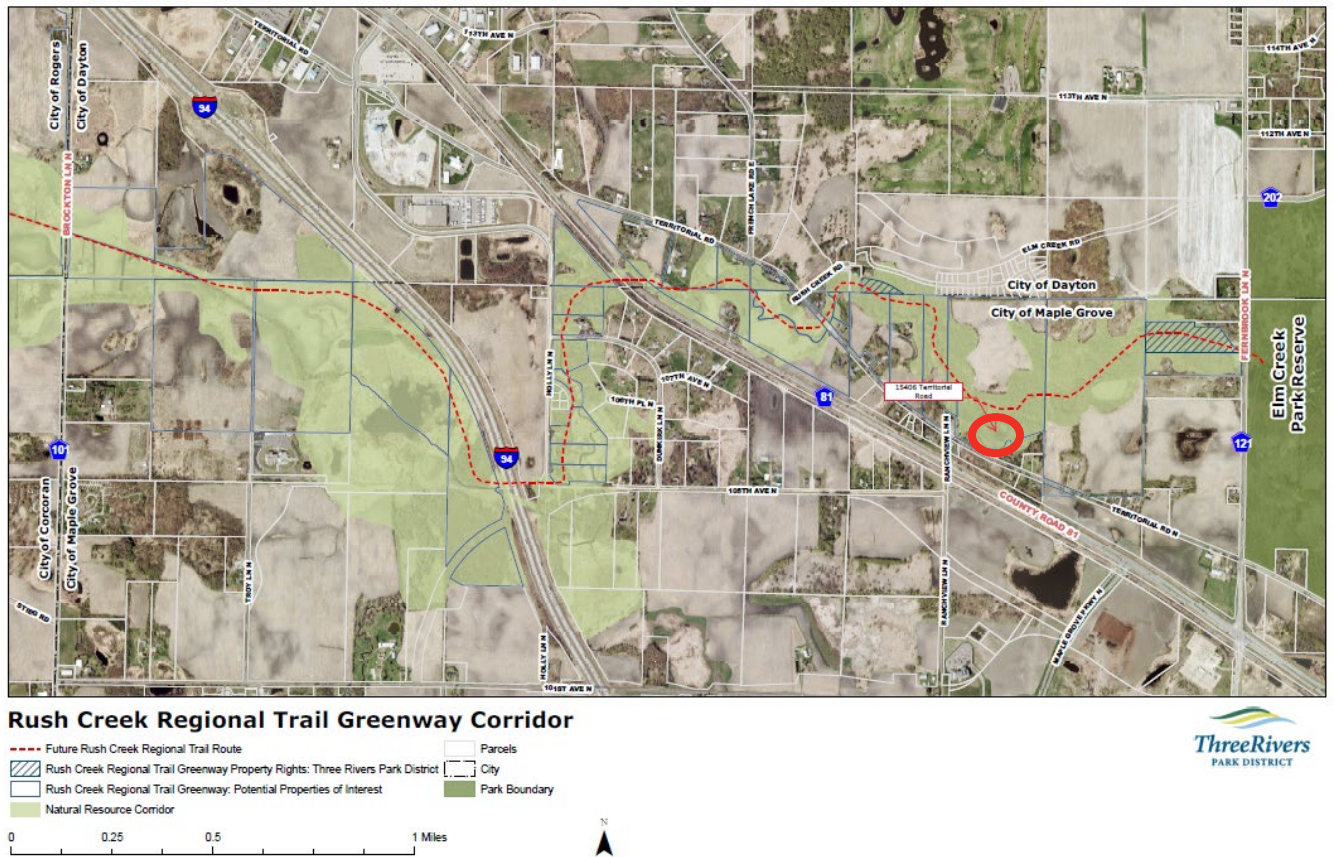 TERRITORIAL RD
113TH AVE N
114TH AVE N
City of Rogers
City of Dayton
94
113TH AVE N
112TH AVE N
BROCKTON LN N
FRENCH LAKE RD E
202
TERRITORIAL RD
ELM CREEK RD
RUSH CREEK RD
City of Dayton
City of Maple Grove
FERNBROOK LN N
HOLLY LN N
107TH AVE N
106TH PL N
DUNKIRK LN N
81
15406 Territorial
Road
RANCHVIEW LN N
Elm Creek
Park Reserve
101
94
121
105TH AVE N
COUNTY ROAD 81
TERRITORIAL RD N
City of Corcoran
City of Maple Grove
TROY LN N
STIEG RD
HOLLY LN N
RANCHVIEW LN N
MAPLE GROVE PKWY N
101ST AVE N
Rush Creek Regional Trail Greenway Corridor
Future Rush Creek Regional Trail Route
Rush Creek Regional Trail Greenway Property Rights: Three Rivers Park District
Rush Creek Regional Trail Greenway: Potential Properties of Interest
Natural Resource Corridor
Parcels
City
Park Boundary
0 0.25 0.5 1 Miles
N
ThreeRivers
PARK DISTRICT